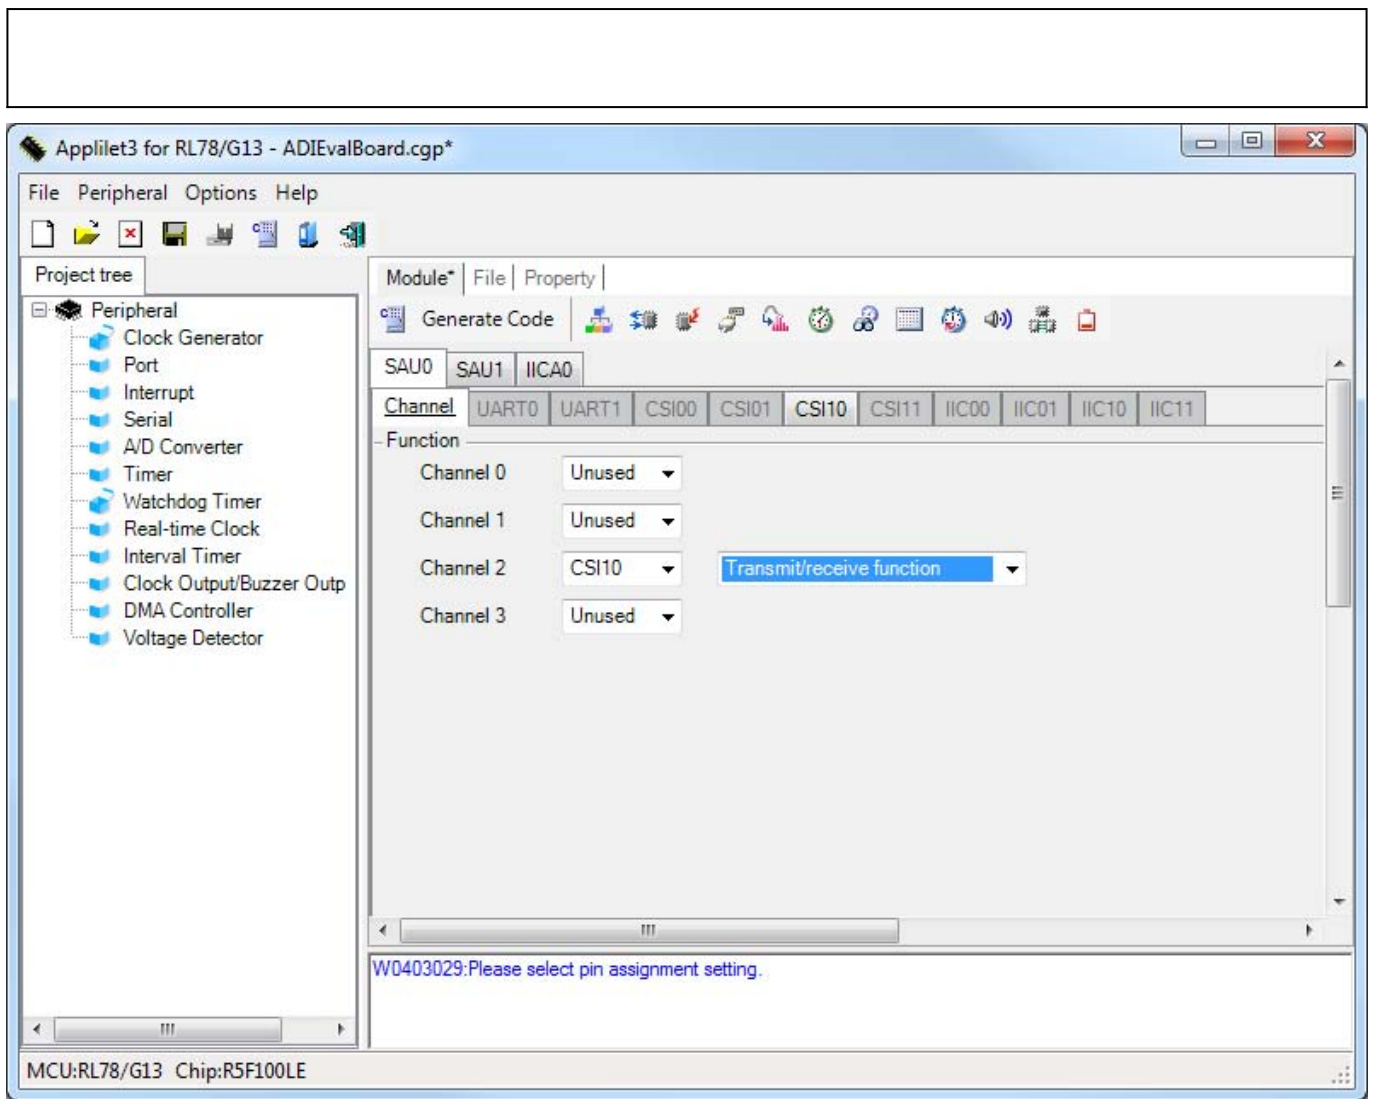 Applilet3 for RL78/G13 - ADIEvalBoard.cgp*
File Peripheral Options Help
Project tree
Peripheral
Clock Generator
Port
Interrupt
Serial
A/D Converter
Timer
Watchdog Timer
Real-time Clock
Interval Timer
Clock Output/Buzzer Outp
DMA Controller
Voltage Detector
Module* File Property
Generate Code
SAU0 SAU1 IICA0
Channel UART0 UART1 CSI00 CSI01 CSI10 CSI11 IIC00 IIC01 IIC10 IIC11
Function
Channel 0 Unused
Channel 1 Unused
Channel 2 CSI10 Transmit/receive function
Channel 3 Unused
W0403029:Please select pin assignment setting.
MCU:RL78/G13 Chip:R5F100LE